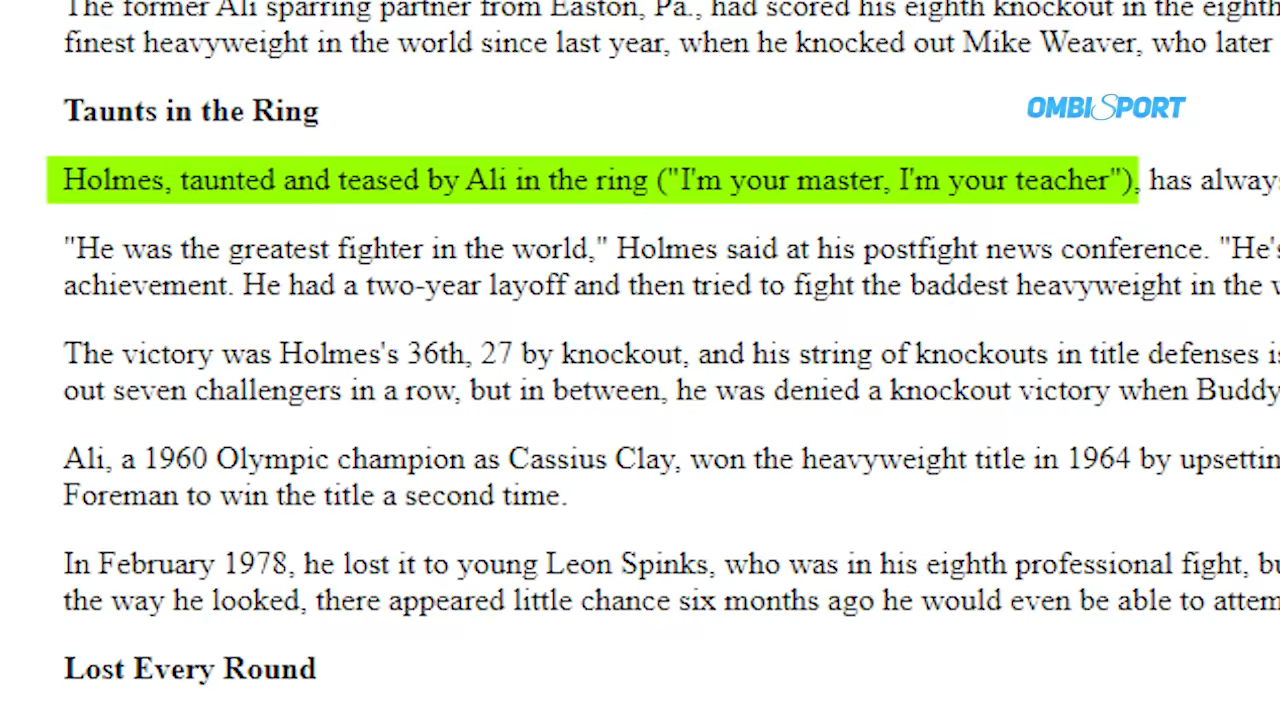 The former Ali sparring partner from Easton, Pa., had scored his eighth knockout in the eighth
finest heavyweight in the world since last year, when he knocked out Mike Weaver, who later
Taunts in the Ring
OMBISPORT
Holmes, taunted and teased by Ali in the ring ("I'm your master, I'm your teacher"), has
"He was the greatest fighter in the world," Holmes said at his postfight news conference. "He's
achievement. He had a two-year layoff and then tried to fight the baddest heavyweight in the
The victory was Holmes's 36th, 27 by knockout, and his string of knockouts in title defenses
out seven challengers in a row, but in between, he was denied a knockout victory when Buddy
Ali, a 1960 Olympic champion as Cassius Clay, won the heavyweight title in 1964 by
Foreman to win the title a second time.
In February 1978, he lost it to young Leon Spinks, who was in his eighth professional fight,
the way he looked, there appeared little chance six months ago he would even be able to
Lost Every Round